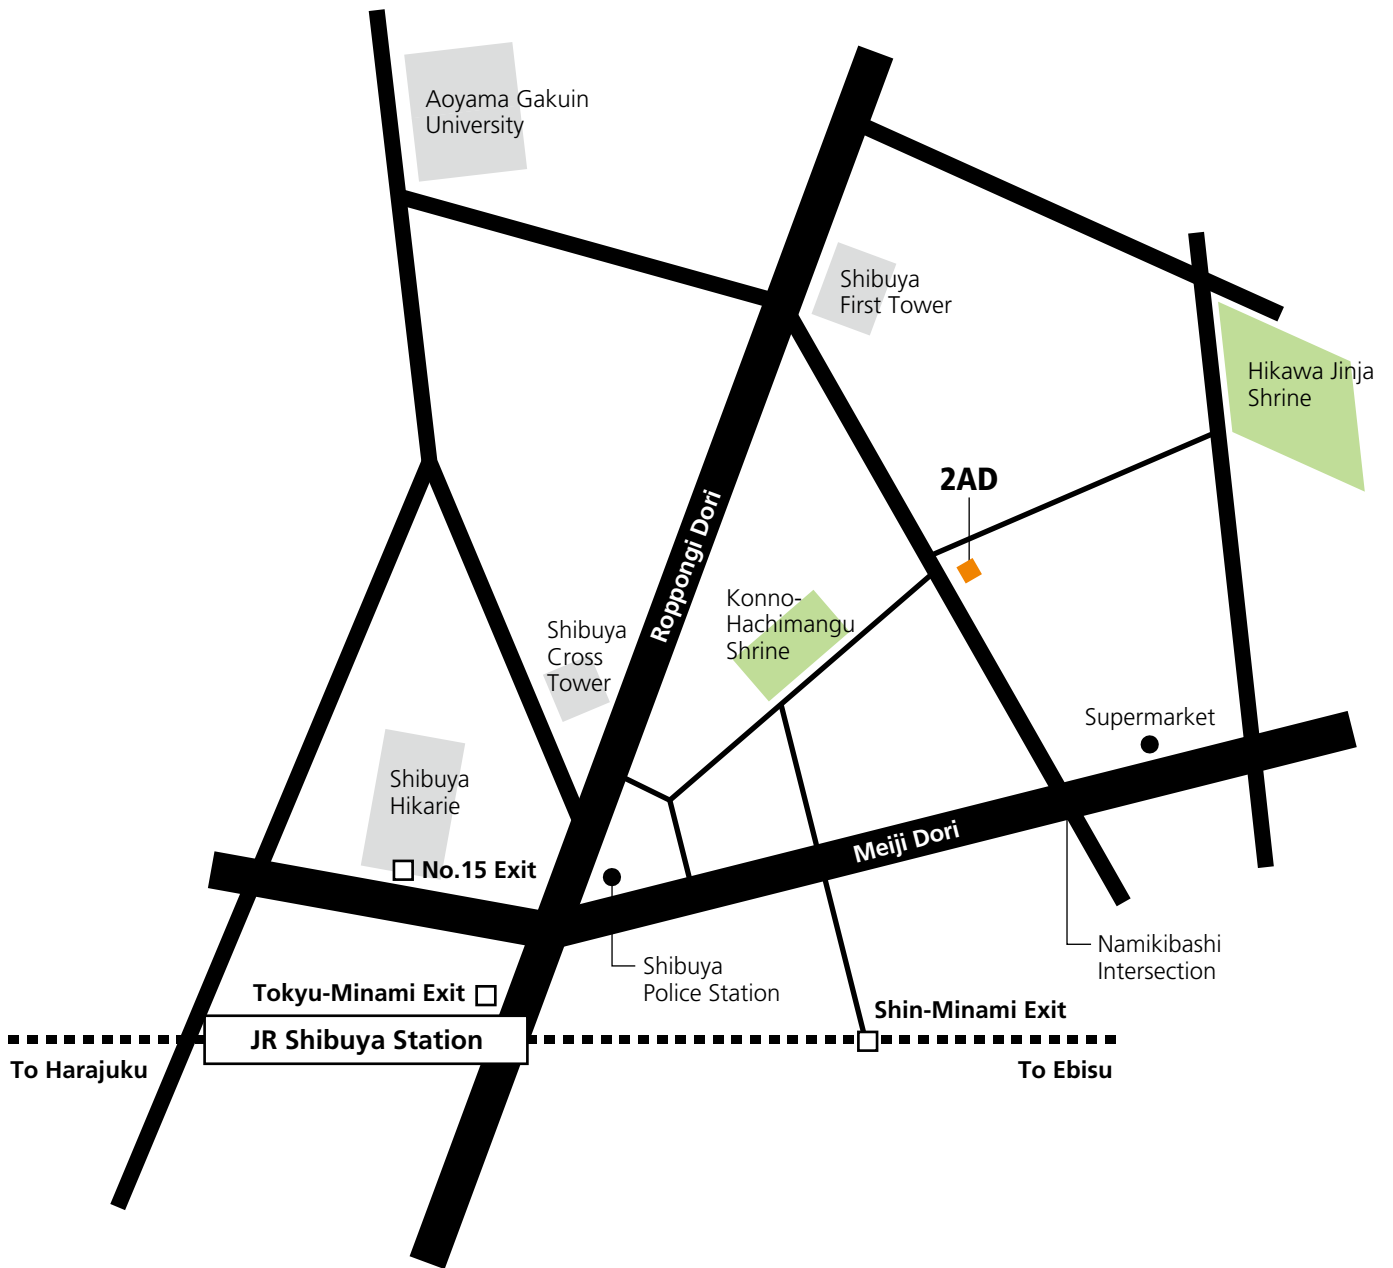 Aoyama Gakuin
University
Shibuya
First Tower
Hikawa Jinja
Shrine
2AD
Roppongi Dori
Konno-
Hachimangu
Shrine
Shibuya
Cross
Tower
Supermarket
Shibuya
Hikarie
Meiji Dori
No.15 Exit
Namikibashi
Intersection
Shibuya
Police Station
Tokyu-Minami Exit
Shin-Minami Exit
JR Shibuya Station
To Harajuku
To Ebisu